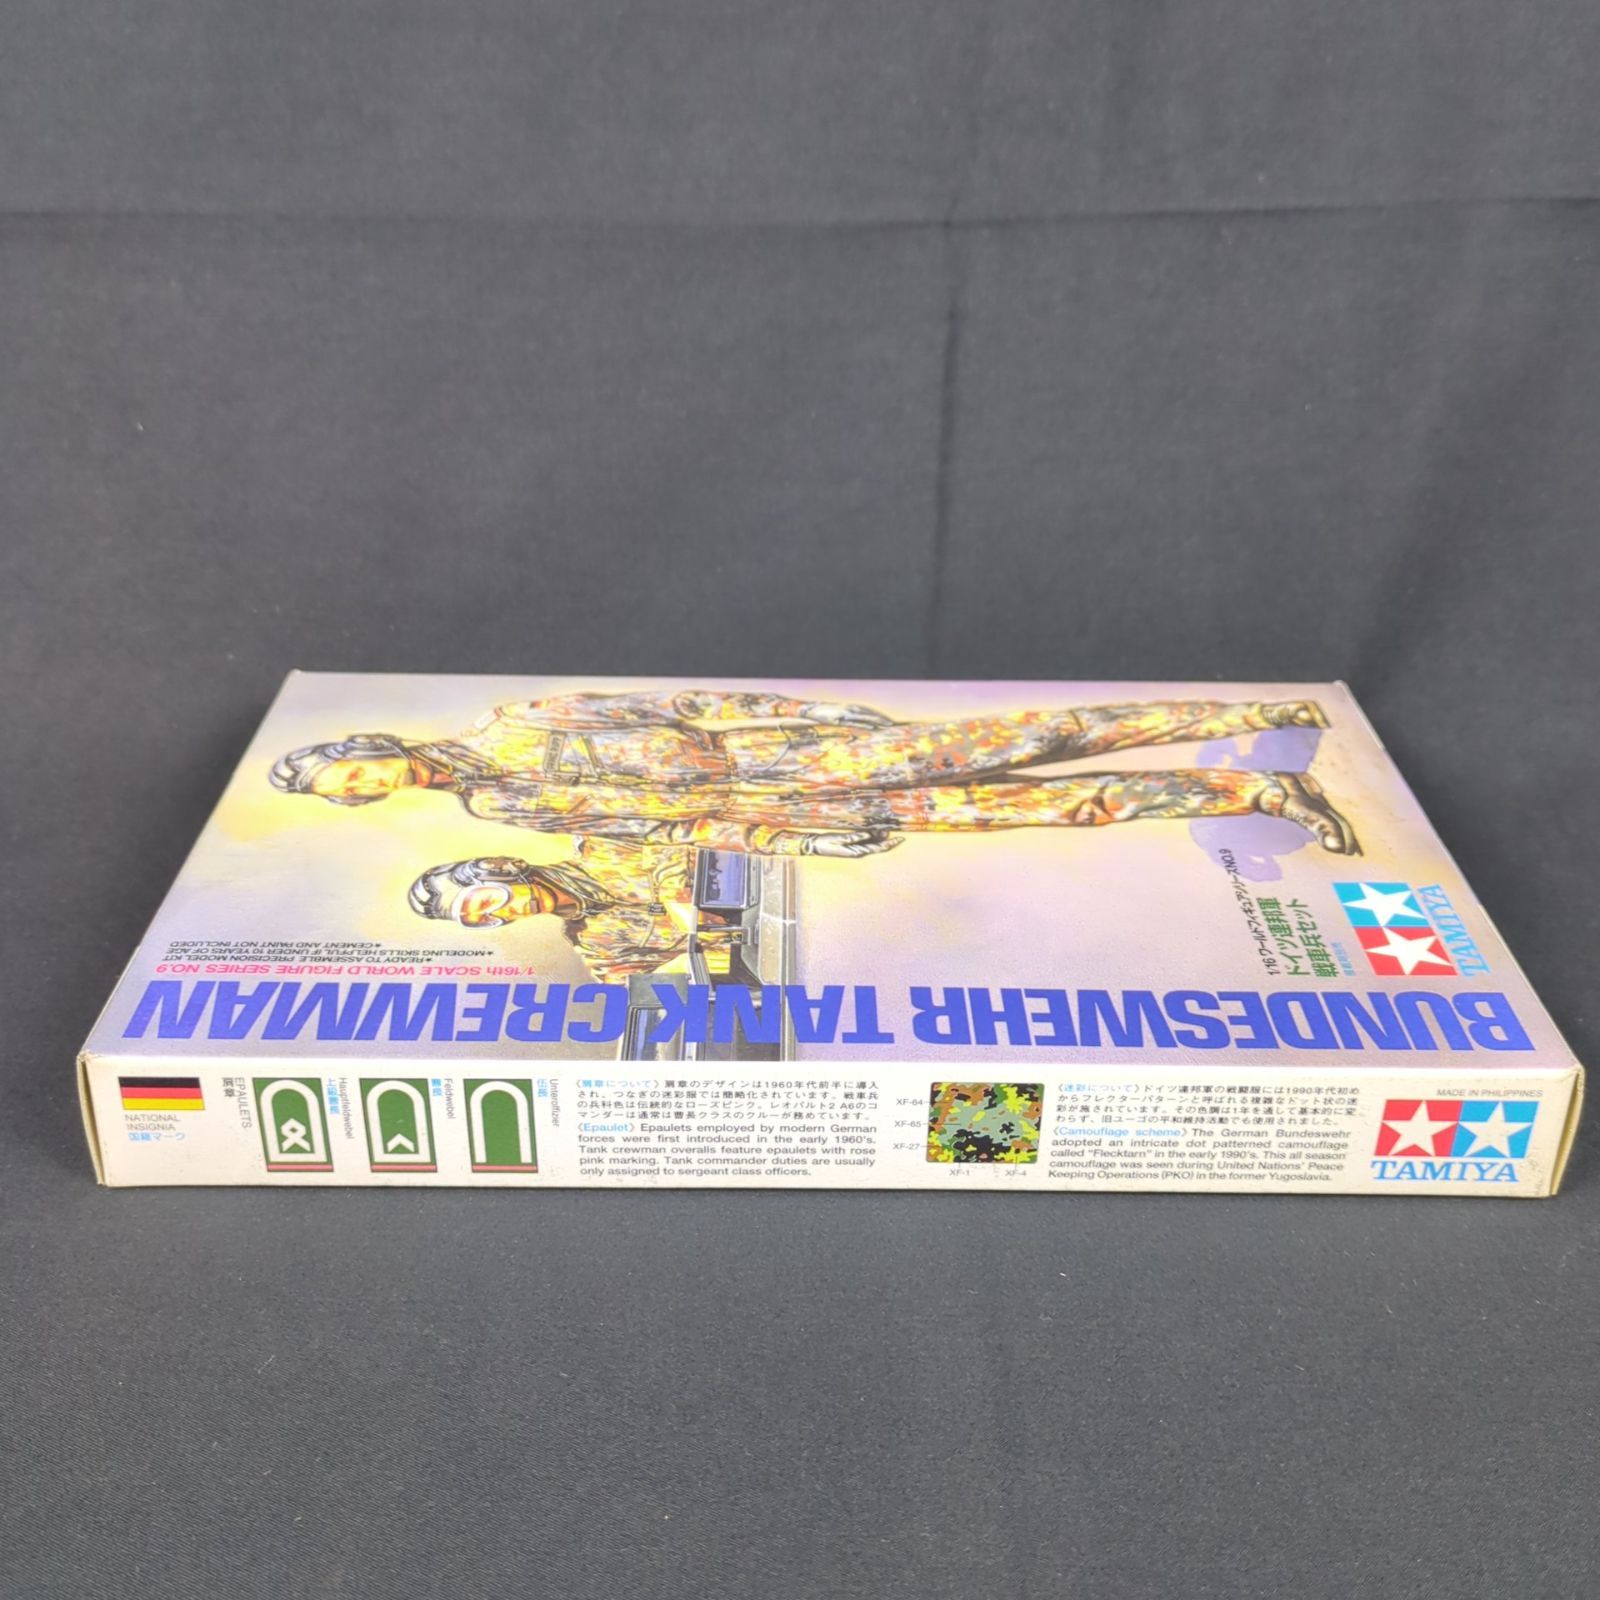 1/16 ワールドフィギュアシリーズNO.9
ドイツ連邦軍
戦車兵セット
TAMIYA
★READY TO ASSEMBLE PRECISION MODEL KIT
★MODELING SKILLS HELPFUL IF UNDER 10 YEARS OF AGE
★CEMENT AND PAINT NOT INCLUDED
1/16th SCALE WORLD FIGURE SERIES NO.9
BUNDESWEHR TANK CREWMAN
NATIONAL
INSIGNIA
国籍マーク
EPAULETS
肩章
Hauptfeldwebel
上級曹長
Feldwebel
曹長
Unteroffizier
伍長
〈肩章について〉肩章のデザインは1960年代前半に導入
され、つなぎの迷彩服では簡略化されています。戦車兵
の兵科色は伝統的なローズピンク。レオパルト2 A6のコ
マンダーは通常は曹長クラスのクルーが務めています。
〈Epaulet〉Epaulets employed by modern German
forces were first introduced in the early 1960's.
Tank crewman overalls feature epaulets with rose
pink marking. Tank commander duties are usually
only assigned to sergeant class officers.
XF-64
XF-65
XF-27
XF-1
XF-4
〈迷彩について〉ドイツ連邦軍の戦闘服には1990年代初め
からフレクターパターンと呼ばれる複雑なドット状の迷
彩が施されています。その色調は1年を通して基本的に変
わらず、旧ユーゴの平和維持活動でも使用されました。
〈Camouflage scheme〉The German Bundeswehr
adopted an intricate dot patterned camouflage
called "Flecktarn" in the early 1990's. This all season
camouflage was seen during United Nations' Peace
Keeping Operations (PKO) in the former Yugoslavia.
MADE IN PHILIPPINES
TAMIYA